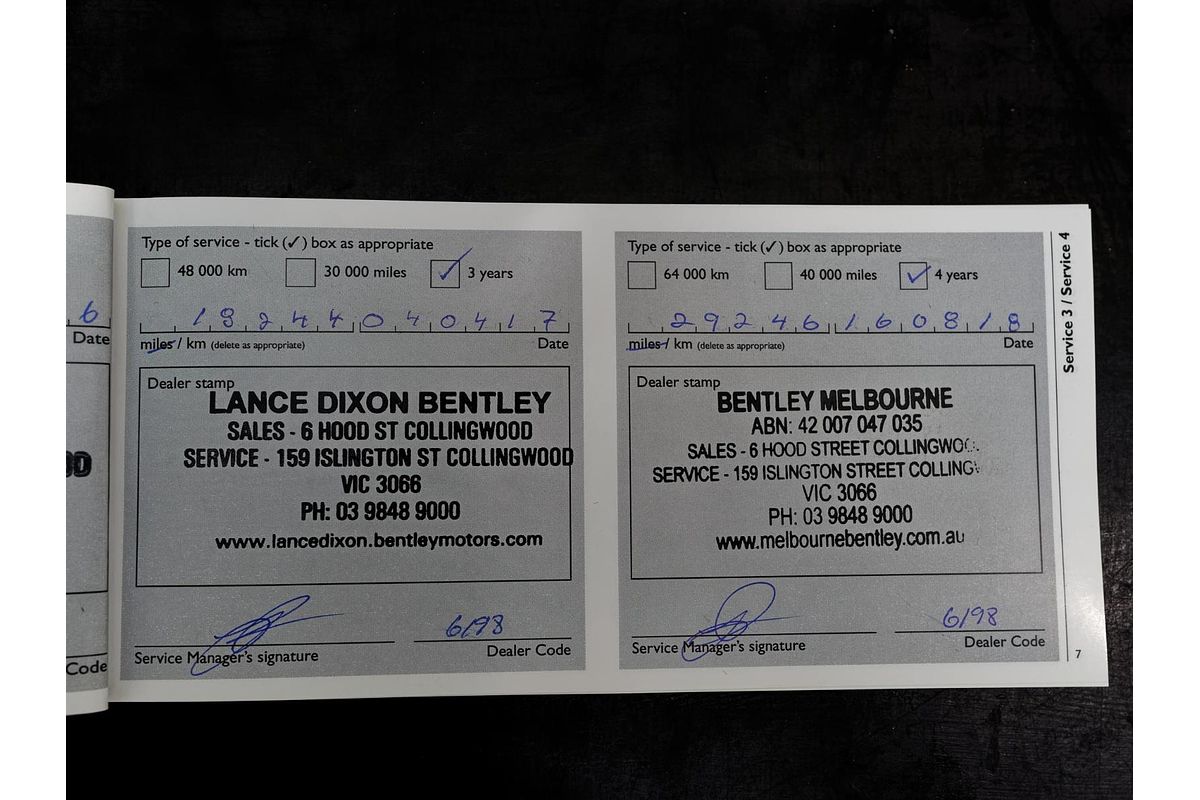 6
Date
OD
Code
Type of service - tick (✓) box as appropriate
48 000 km 30 000 miles ✓ 3 years
19244 040417
miles / km (delete as appropriate) Date
Dealer stamp
LANCE DIXON BENTLEY
SALES - 6 HOOD ST COLLINGWOOD
SERVICE - 159 ISLINGTON ST COLLINGWOOD
VIC 3066
PH: 03 9848 9000
www.lancedixon.bentleymotors.com
6198
Service Manager's signature Dealer Code
Type of service - tick (✓) box as appropriate
64 000 km 40 000 miles ✓ 4 years
29246 160818
miles / km (delete as appropriate) Date
Dealer stamp
BENTLEY MELBOURNE
ABN: 42 007 047 035
SALES - 6 HOOD STREET COLLINGWO
SERVICE - 159 ISLINGTON STREET COLLING
VIC 3066
PH: 03 9848 9000
www.melbournebentley.com.au
6198
Service Manager's signature Dealer Code
Service 3 / Service 4
7